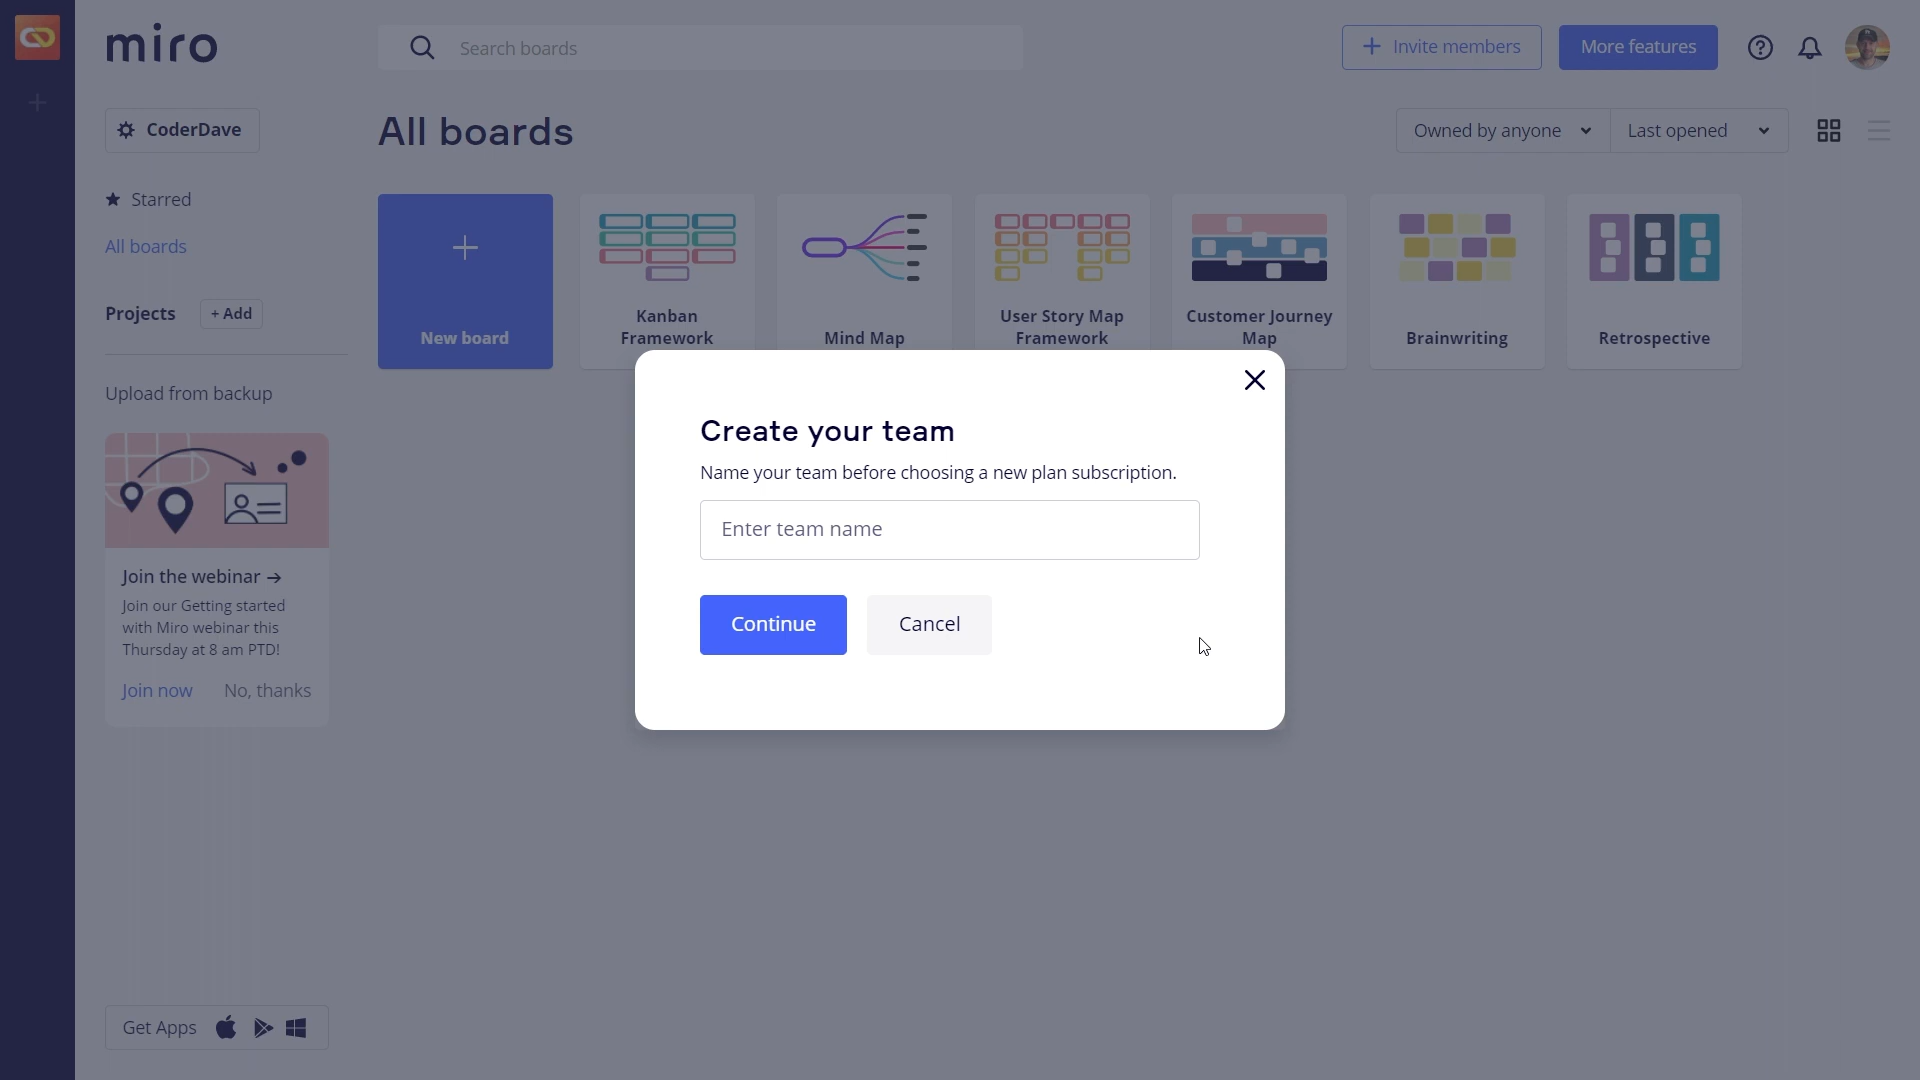 miro
Search boards
Invite members
More features
CoderDave
All boards
Owned by anyone
Last opened
Starred
All boards
Projects
+ Add
Upload from backup
New board
Kanban
Framework
Mind Map
User Story Map
Framework
Customer Journey
Map
Brainwriting
Retrospective
Create your team
Name your team before choosing a new plan subscription.
Enter team name
Continue
Cancel
Join the webinar →
Join our Getting started
with Miro webinar this
Thursday at 8 am PTD!
Join now
No, thanks
Get Apps